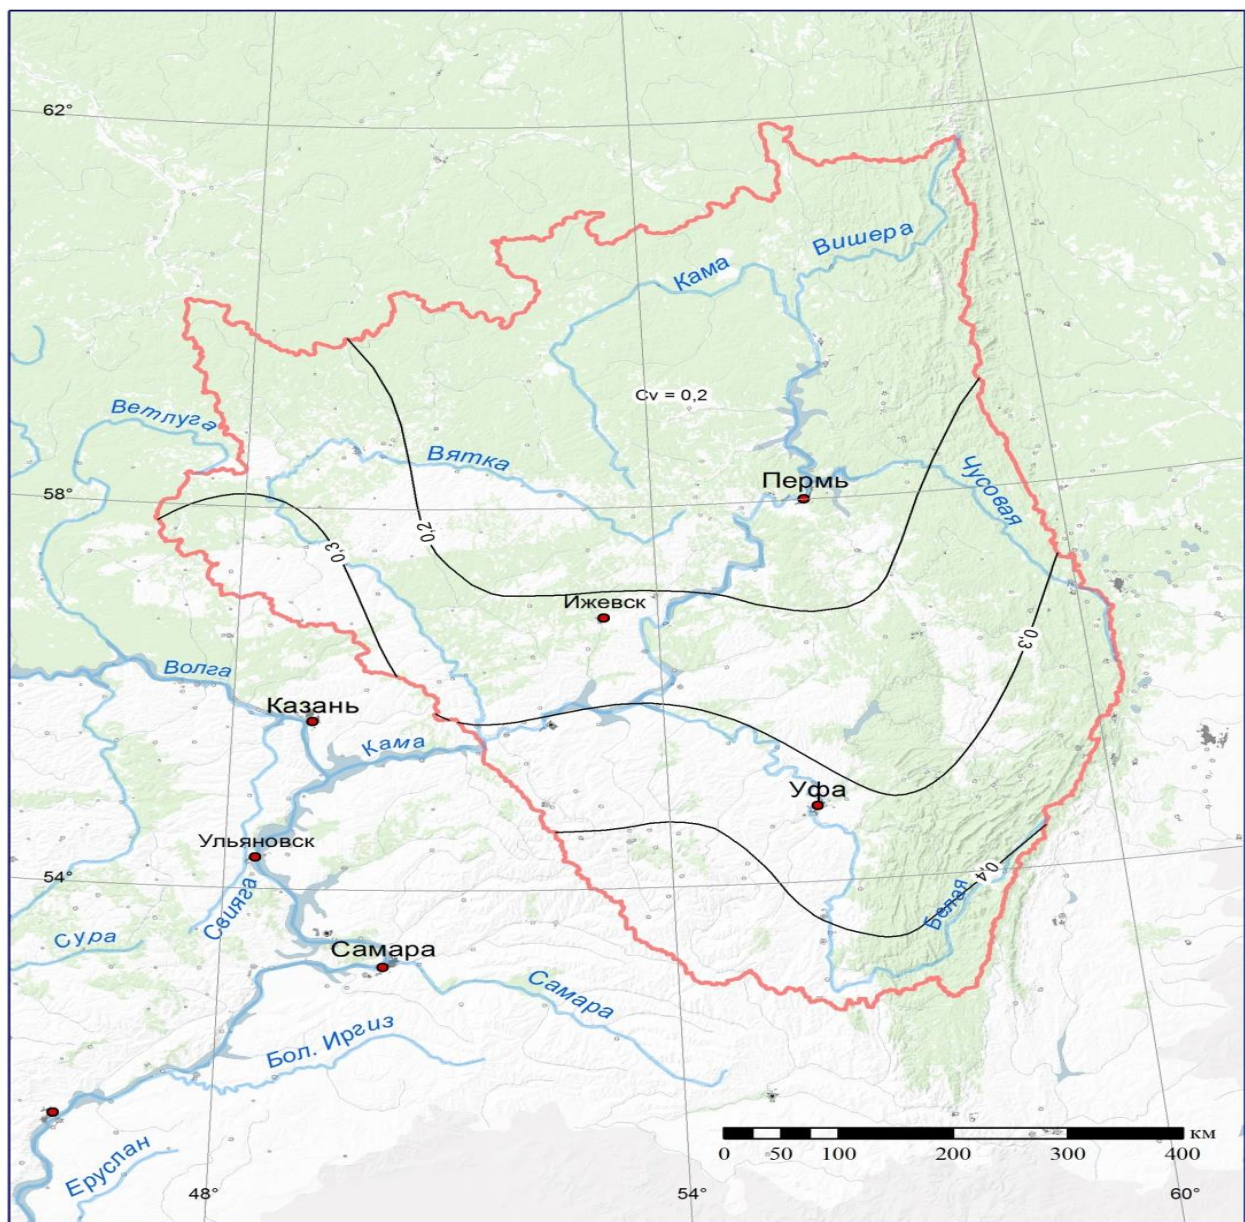 62°
Вишера
Кама
Cv = 0,2
Ветлуга
Вятка
Чусовая
Пермь
58°
0,2
0,3
Ижевск
0,3
Волга
Казань
Кама
Уфа
Ульяновск
54°
0,4
Белая
Свияга
Сура
Самара
Самара
Бол. Иргиз
км
0 50 100 200 300 400
Еруслан
48°
54°
60°